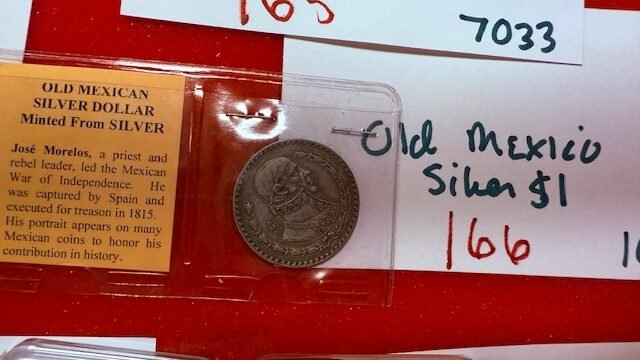 165
7033
OLD MEXICAN
SILVER DOLLAR
Minted From SILVER
José Morelos, a priest and
rebel leader, led the Mexican
War of Independence. He
was captured by Spain and
executed for treason in 1815.
His portrait appears on many
Mexican coins to honor his
contribution in history.
Old Mexico
Silver $1
166